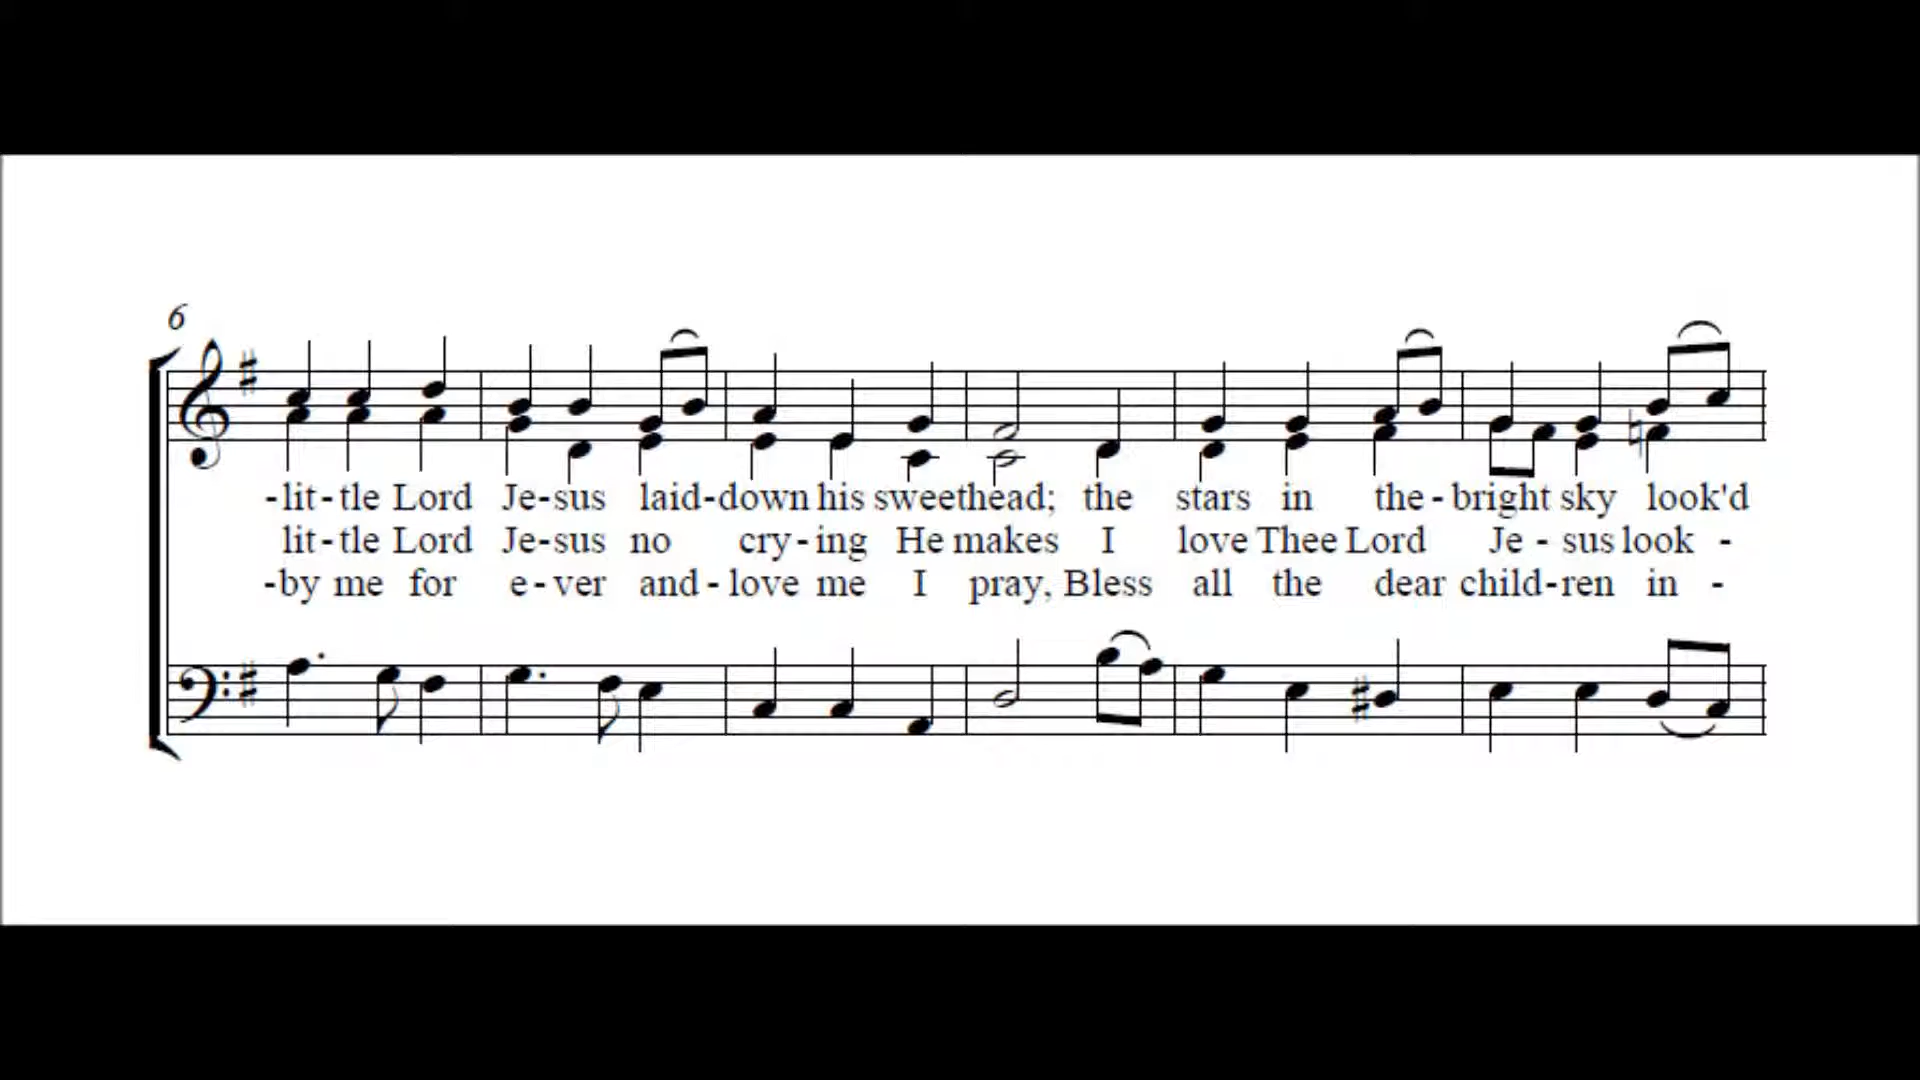 6
-lit-tle Lord Je-sus laid-down his sweethead; the stars in the-bright sky look'd
lit-tle Lord Je-sus no cry-ing He makes I love Thee Lord Je-sus look-
-by me for e-ver and-love me I pray, Bless all the dear child-ren in-